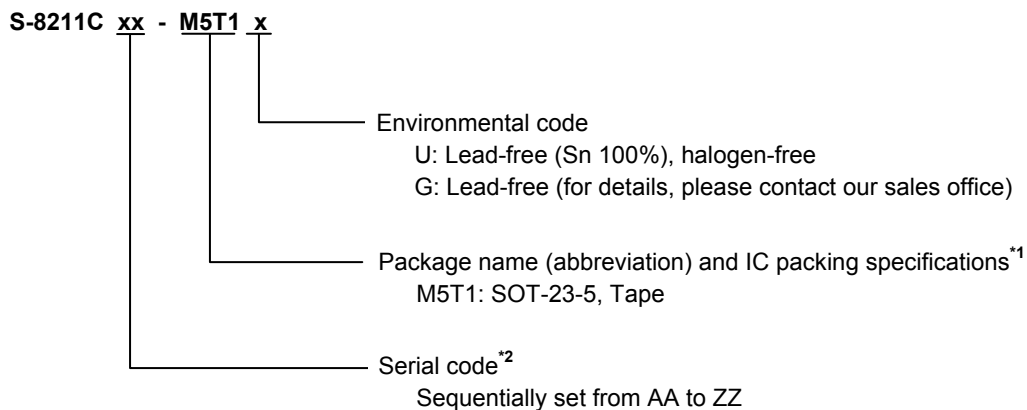 S-8211C xx - M5T1 x
Environmental code
U: Lead-free (Sn 100%), halogen-free
G: Lead-free (for details, please contact our sales office)
Package name (abbreviation) and IC packing specifications*1
M5T1: SOT-23-5, Tape
Serial code*2
Sequentially set from AA to ZZ